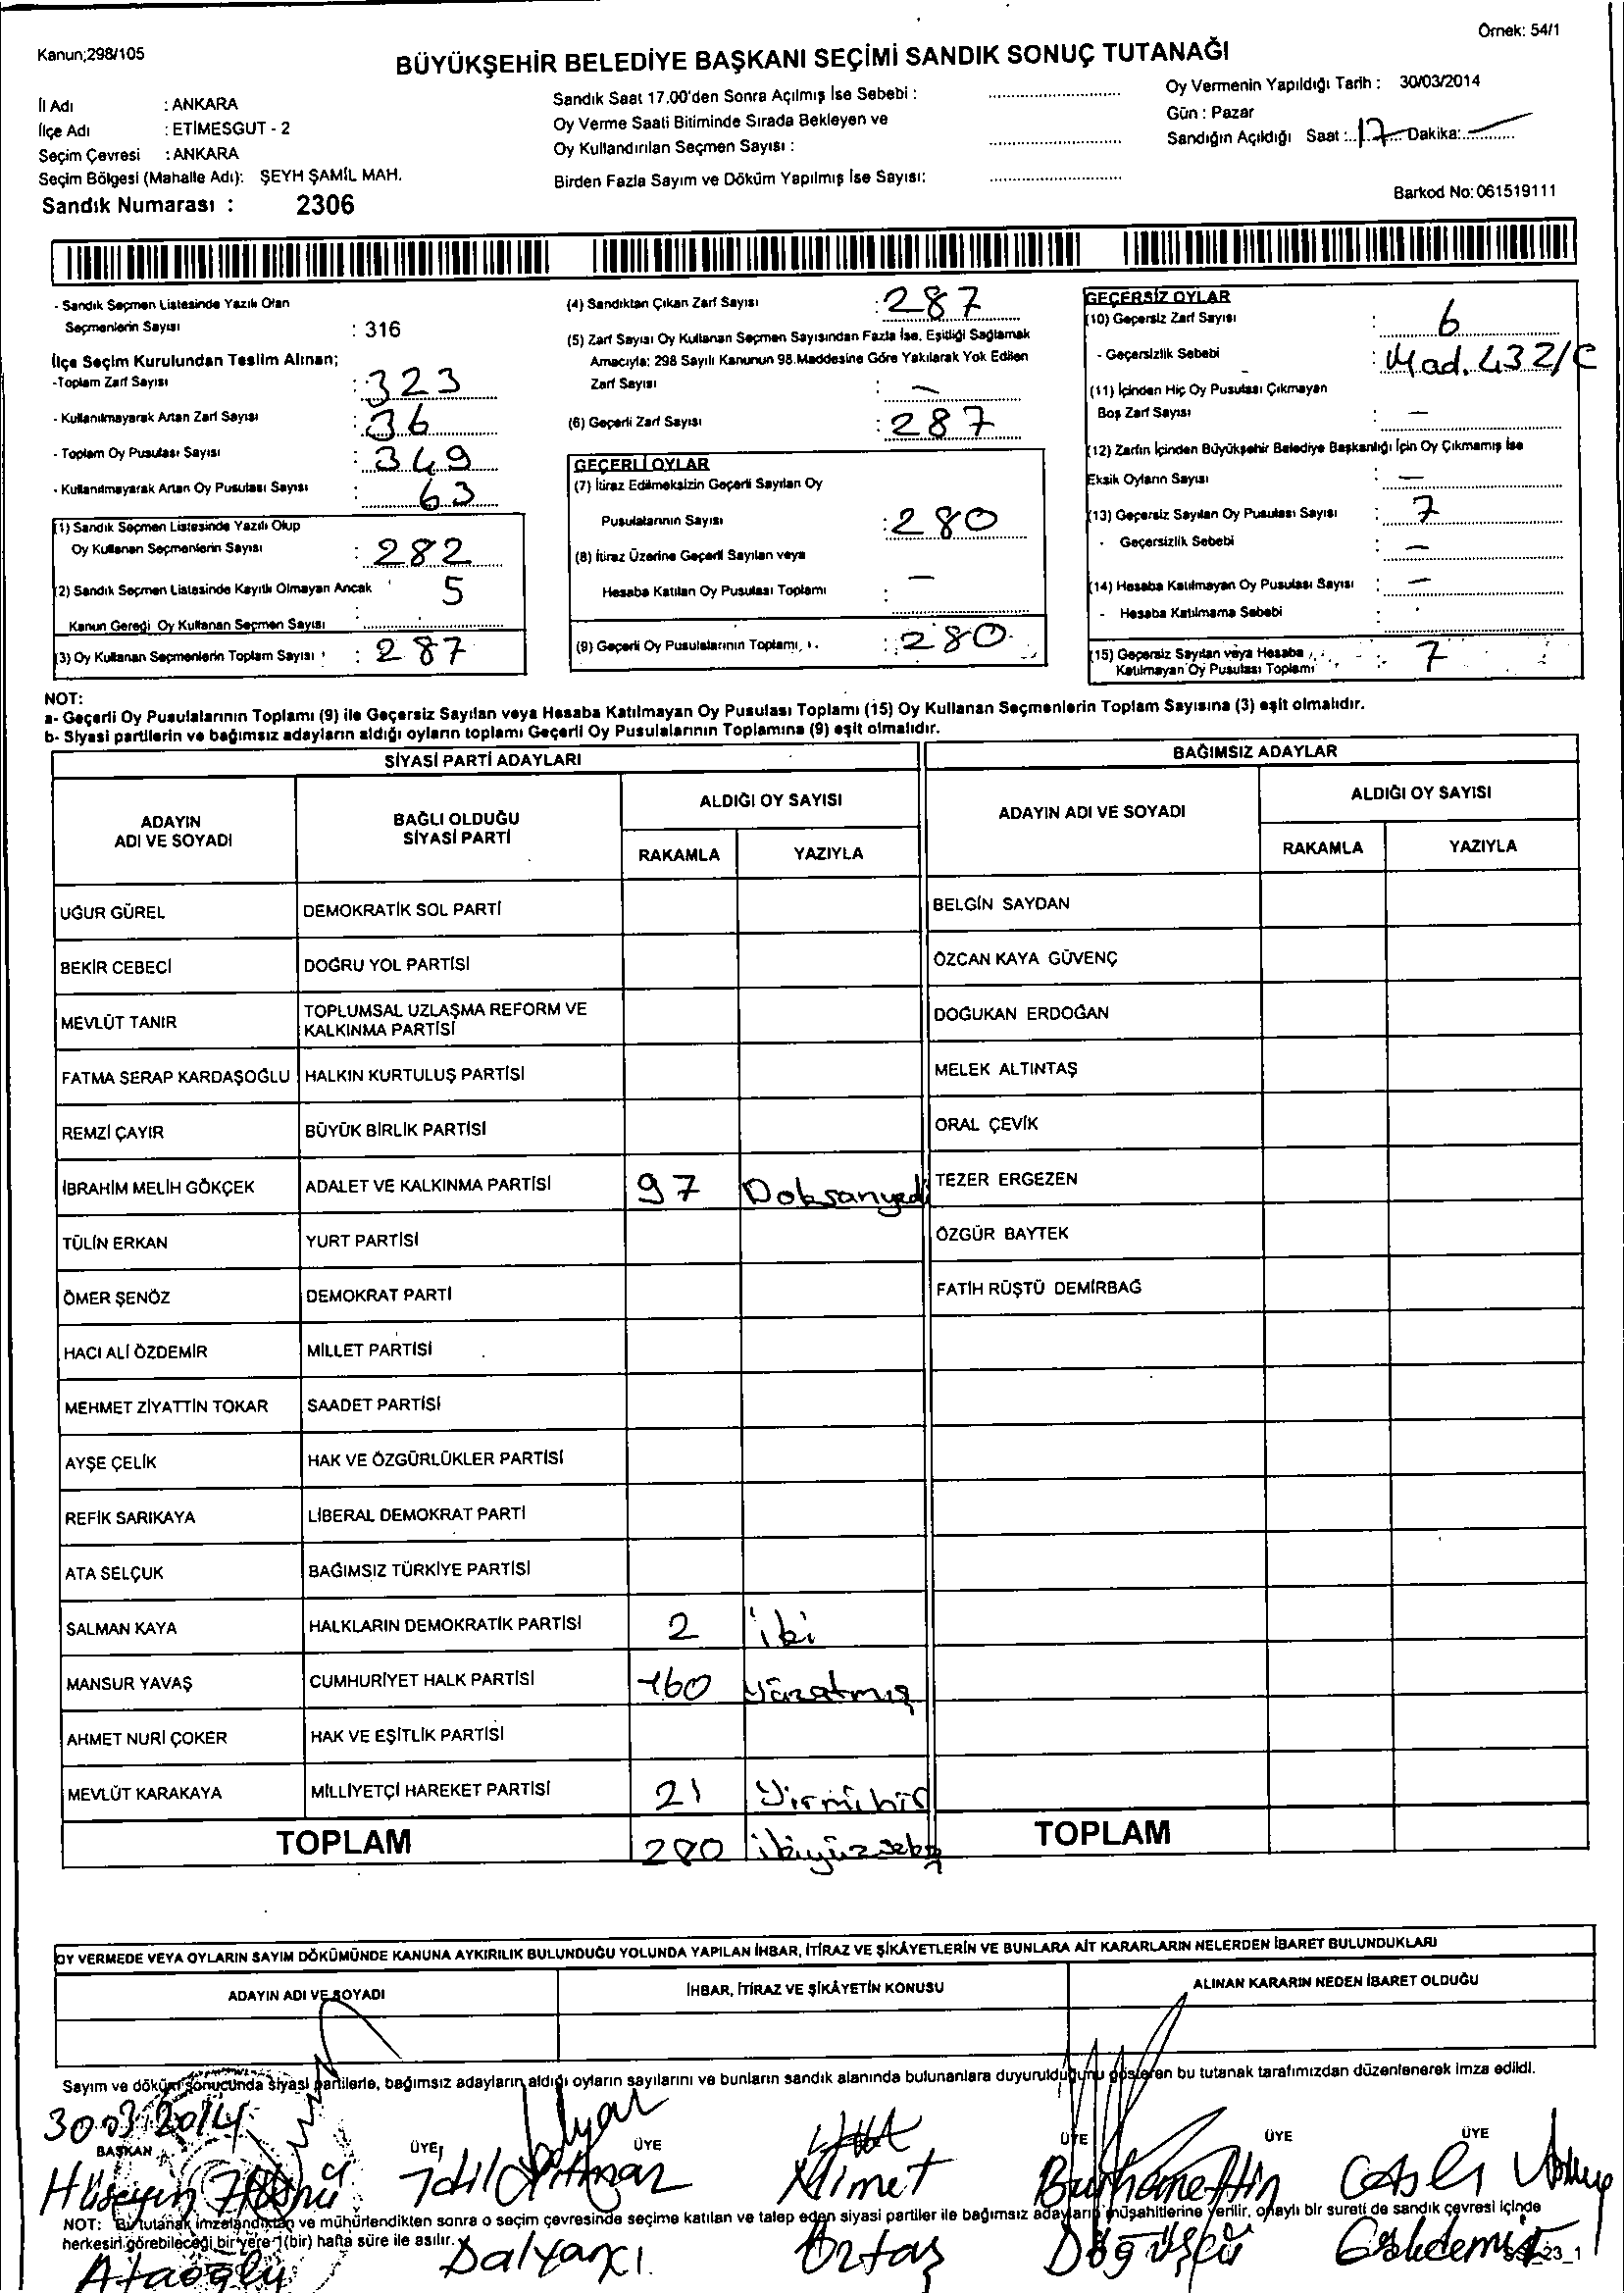 Örnek: 54/1
Kanun;298/105
BÜYÜKŞEHİR BELEDİYE BAŞKANI SEÇİMİ SANDIK SONUÇ TUTANAĞI
İl Adı : ANKARA
İlçe Adı : ETİMESGUT - 2
Seçim Çevresi : ANKARA
Seçim Bölgesi (Mahalle Adı): ŞEYH ŞAMİL MAH.
Sandık Numarası : 2306
Sandık Saat 17.00'den Sonra Açılmış İse Sebebi :
Oy Verme Saati Bitiminde Sırada Bekleyen ve
Oy Kullandırılan Seçmen Sayısı :
Birden Fazla Sayım ve Döküm Yapılmış İse Sayısı:
Oy Vermenin Yapıldığı Tarih : 30/03/2014
Gün : Pazar
Sandığın Açıldığı Saat : 17 Dakika: —
Barkod No: 061519111
- Sandık Seçmen Listesinde Yazılı Olan
Seçmenlerin Sayısı : 316
İlçe Seçim Kurulundan Teslim Alınan;
-Toplam Zarf Sayısı : 323
- Kullanılmayarak Artan Zarf Sayısı : 36
- Toplam Oy Pusulası Sayısı : 349
- Kullanılmayarak Artan Oy Pusulası Sayısı : 63
(1) Sandık Seçmen Listesinde Yazılı Olup
Oy Kullanan Seçmenlerin Sayısı : 282
(2) Sandık Seçmen Listesinde Kayıtlı Olmayan Ancak
Kanun Gereği Oy Kullanan Seçmen Sayısı : 5
(3) Oy Kullanan Seçmenlerin Toplam Sayısı : 287
(4) Sandıktan Çıkan Zarf Sayısı : 287
(5) Zarf Sayısı Oy Kullanan Seçmen Sayısından Fazla İse, Eşitliği Sağlamak
Amacıyla; 298 Sayılı Kanunun 98.Maddesine Göre Yakılarak Yok Edilen
Zarf Sayısı : —
(6) Geçerli Zarf Sayısı : 287
GEÇERLİ OYLAR
(7) İtiraz Edilmeksizin Geçerli Sayılan Oy
Pusulalarının Sayısı : 280
(8) İtiraz Üzerine Geçerli Sayılan veya
Hesaba Katılan Oy Pusulası Toplamı : —
(9) Geçerli Oy Pusulalarının Toplamı : 280
GEÇERSİZ OYLAR
(10) Geçersiz Zarf Sayısı : 6
- Geçersizlik Sebebi : Mad. 432/C
(11) İçinden Hiç Oy Pusulası Çıkmayan
Boş Zarf Sayısı : —
(12) Zarfın İçinden Büyükşehir Belediye Başkanlığı İçin Oy Çıkmamış İse
Eksik Oyların Sayısı : —
(13) Geçersiz Sayılan Oy Pusulası Sayısı : 7
- Geçersizlik Sebebi : —
(14) Hesaba Katılmayan Oy Pusulası Sayısı : —
- Hesaba Katılmama Sebebi :
(15) Geçersiz Sayılan veya Hesaba
Katılmayan Oy Pusulası Toplamı : 7
NOT:
a- Geçerli Oy Pusulalarının Toplamı (9) ile Geçersiz Sayılan veya Hesaba Katılmayan Oy Pusulası Toplamı (15) Oy Kullanan Seçmenlerin Toplam Sayısına (3) eşit olmalıdır.
b- Siyasi partilerin ve bağımsız adayların aldığı oyların toplamı Geçerli Oy Pusulalarının Toplamına (9) eşit olmalıdır.
SİYASİ PARTİ ADAYLARI
ADAYIN ADI VE SOYADI
BAĞLI OLDUĞU SİYASİ PARTİ
ALDIĞI OY SAYISI
RAKAMLA YAZIYLA
UĞUR GÜREL DEMOKRATİK SOL PARTİ
BEKİR CEBECİ DOĞRU YOL PARTİSİ
MEVLÜT TANIR TOPLUMSAL UZLAŞMA REFORM VE KALKINMA PARTİSİ
FATMA SERAP KARDAŞOĞLU HALKIN KURTULUŞ PARTİSİ
REMZİ ÇAYIR BÜYÜK BİRLİK PARTİSİ
İBRAHİM MELİH GÖKÇEK ADALET VE KALKINMA PARTİSİ 97 Doksanyedi
TÜLİN ERKAN YURT PARTİSİ
ÖMER ŞENÖZ DEMOKRAT PARTİ
HACI ALİ ÖZDEMİR MİLLET PARTİSİ
MEHMET ZİYATTİN TOKAR SAADET PARTİSİ
AYŞE ÇELİK HAK VE ÖZGÜRLÜKLER PARTİSİ
REFİK SARIKAYA LİBERAL DEMOKRAT PARTİ
ATA SELÇUK BAĞIMSIZ TÜRKİYE PARTİSİ
SALMAN KAYA HALKLARIN DEMOKRATİK PARTİSİ 2 iki
MANSUR YAVAŞ CUMHURİYET HALK PARTİSİ 160 Yüzatmış
AHMET NURİ ÇOKER HAK VE EŞİTLİK PARTİSİ
MEVLÜT KARAKAYA MİLLİYETÇİ HAREKET PARTİSİ 21 Yirmibir
TOPLAM 280
BAĞIMSIZ ADAYLAR
ADAYIN ADI VE SOYADI
ALDIĞI OY SAYISI
RAKAMLA YAZIYLA
BELGİN SAYDAN
ÖZCAN KAYA GÜVENÇ
DOĞUKAN ERDOĞAN
MELEK ALTINTAŞ
ORAL ÇEVİK
TEZER ERGEZEN
ÖZGÜR BAYTEK
FATİH RÜŞTÜ DEMİRBAĞ
TOPLAM
OY VERMEDE VEYA OYLARIN SAYIM DÖKÜMÜNDE KANUNA AYKIRILIK BULUNDUĞU YOLUNDA YAPILAN İHBAR, İTİRAZ VE ŞİKÂYETLERİN VE BUNLARA AİT KARARLARIN NELERDEN İBARET BULUNDUKLARI
ADAYIN ADI VE SOYADI
İHBAR, İTİRAZ VE ŞİKÂYETİN KONUSU
ALINAN KARARIN NEDEN İBARET OLDUĞU
Sayım ve döküm sonucunda siyasi partilerle, bağımsız adayların aldığı oyların sayılarını ve bunların sandık alanında bulunanlara duyurulduğunu gösteren bu tutanak tarafımızdan düzenlenerek imza edildi.
30.03.2014
BAŞKAN ÜYE ÜYE ÜYE ÜYE ÜYE
Hüseyin Hüsnü
Nimet
Burhanettin
Aslı
NOT: Bu tutanak imzalandıktan ve mühürlendikten sonra o seçim çevresinde seçime katılan ve talep eden siyasi partiler ile bağımsız adayların müşahitlerine verilir. onaylı bir sureti de sandık çevresi içinde
herkesin görebileceği bir yere 1(bir) hafta süre ile asılır.
Dalyancı
Öztaş